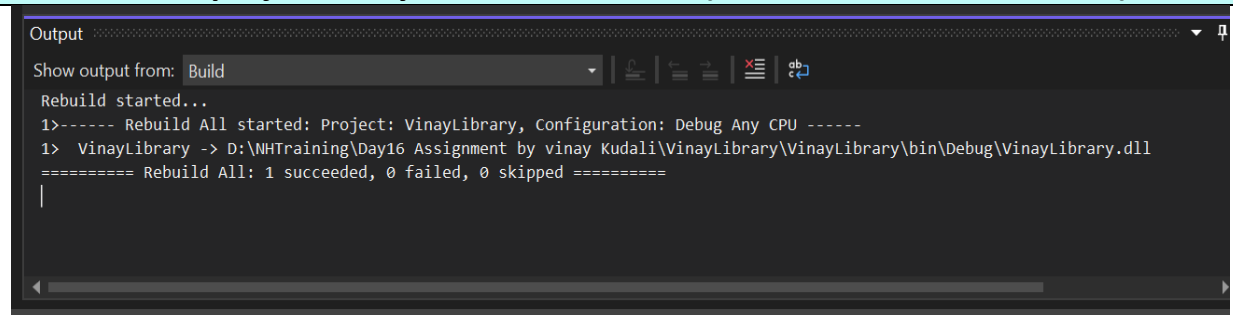 Output
Show output from: Build
Rebuild started...
1>------ Rebuild All started: Project: VinayLibrary, Configuration: Debug Any CPU ------
1>  VinayLibrary -> D:\NHTraining\Day16 Assignment by vinay Kudali\VinayLibrary\VinayLibrary\bin\Debug\VinayLibrary.dll
========== Rebuild All: 1 succeeded, 0 failed, 0 skipped ==========